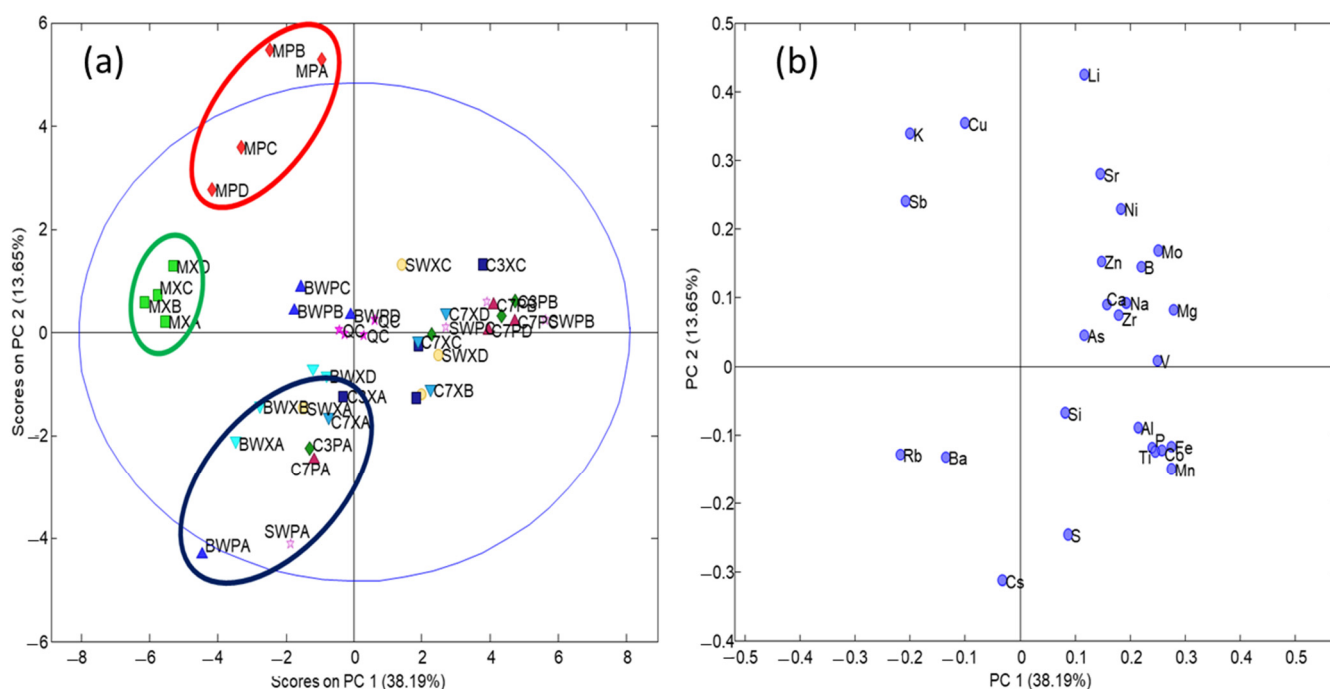 (a)
6
4
2
0
−2
−4
−6
−8
−6
−4
−2
0
2
4
6
8
Scores on PC 2 (13.65%)
Scores on PC 1 (38.19%)
MPB
MPA
MPC
MPD
MXD
MXC
MXB
MXA
BWPC
BWPB
BWPD
QC
QC
QC
SWXC
C3XC
C7XD
SWPC
C3PB
C7PB
C7PC
SWPB
C7PD
C7XC
SWXD
C7XB
BWXD
C3XA
BWXB
SWXA
C7XA
BWXA
C3PA
C7PA
SWPA
BWPA
(b)
0.5
0.4
0.3
0.2
0.1
0
−0.1
−0.2
−0.3
−0.4
−0.5
−0.4
−0.3
−0.2
−0.1
0
0.1
0.2
0.3
0.4
0.5
PC 2 (13.65%)
PC 1 (38.19%)
Li
Cu
K
Sr
Sb
Ni
Mo
Zn
B
Ca
Na
Mg
Zr
As
V
Si
Al
P
Fe
Ti
Co
Mn
Rb
Ba
S
Cs